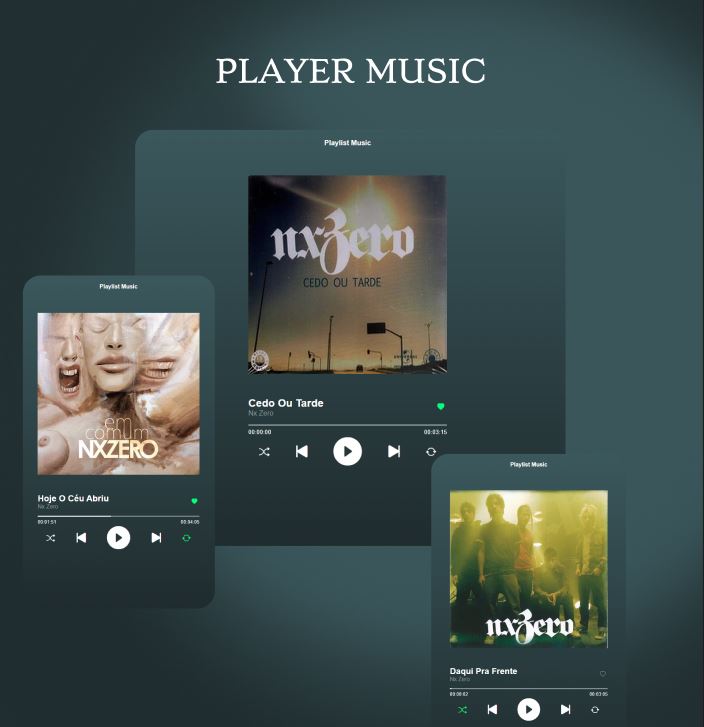 PLAYER MUSIC
Playlist Music
nxzero
CEDO OU TARDE
Cedo Ou Tarde
Nx Zero
00:00:00
00:03:15
Playlist Music
em
comum
NXZERO
Hoje O Céu Abriu
Nx Zero
00:01:51
00:04:05
Playlist Music
nxzero
Daqui Pra Frente
Nx Zero
00:00:02
00:03:05